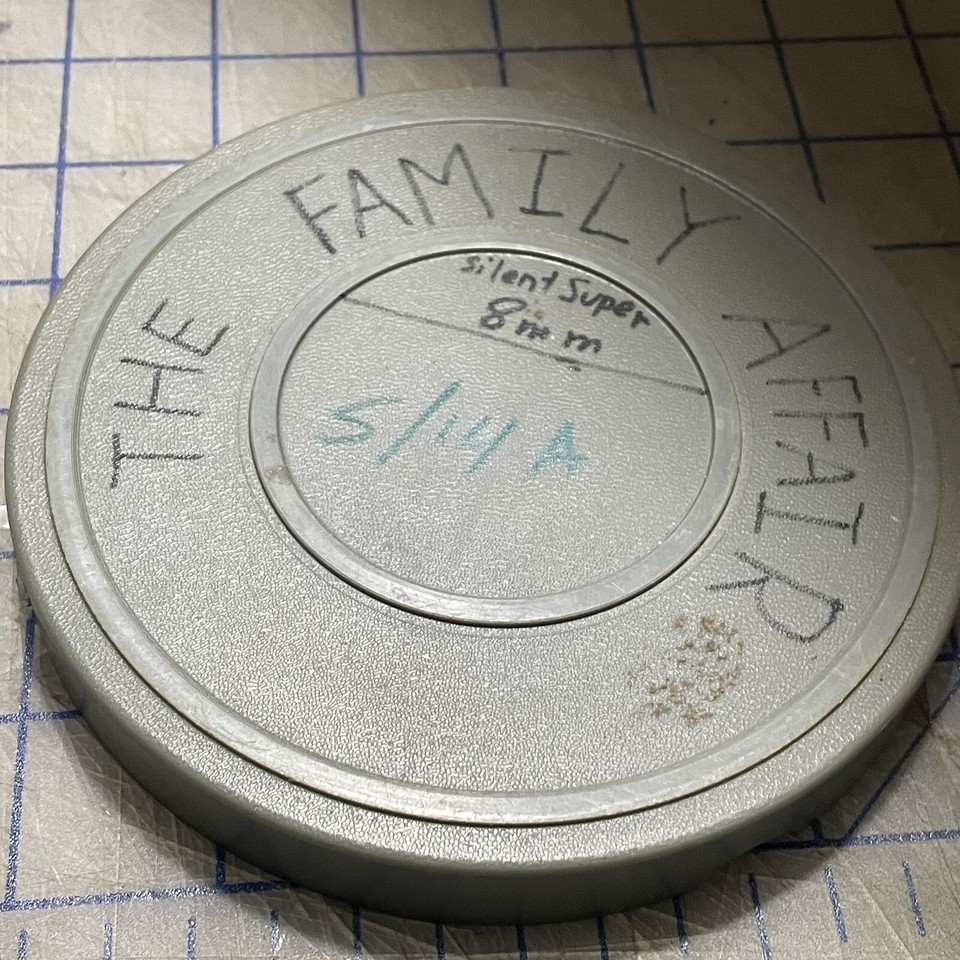 THE FAMILY AFFAIR
silent Super
8mm
5/14 A